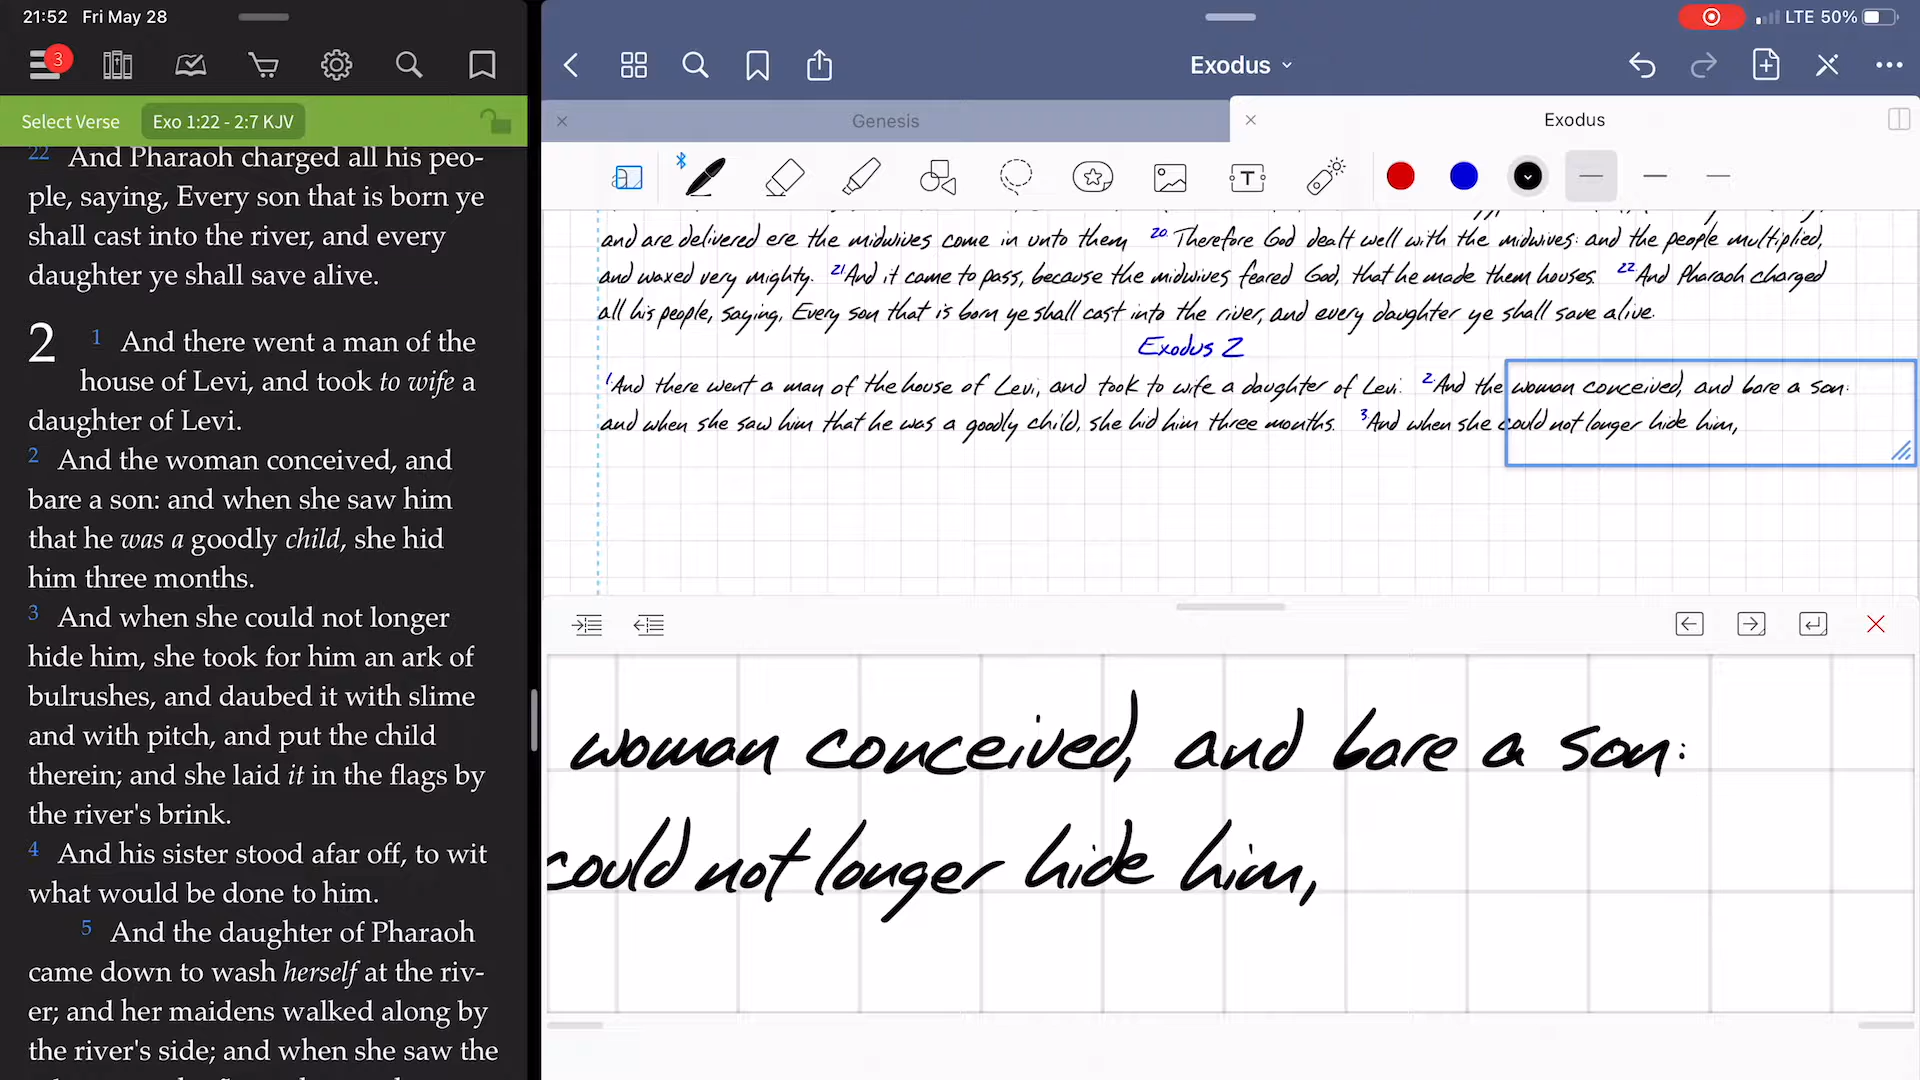 21:52 Fri May 28
3
Select Verse Exo 1:22 - 2:7 KJV
22 And Pharaoh charged all his peo-
ple, saying, Every son that is born ye
shall cast into the river, and every
daughter ye shall save alive.
2 1 And there went a man of the
house of Levi, and took to wife a
daughter of Levi.
2 And the woman conceived, and
bare a son: and when she saw him
that he was a goodly child, she hid
him three months.
3 And when she could not longer
hide him, she took for him an ark of
bulrushes, and daubed it with slime
and with pitch, and put the child
therein; and she laid it in the flags by
the river's brink.
4 And his sister stood afar off, to wit
what would be done to him.
5 And the daughter of Pharaoh
came down to wash herself at the riv-
er; and her maidens walked along by
the river's side; and when she saw the
LTE 50%
Exodus
Genesis
Exodus
T
and are delivered ere the midwives come in unto them 20 Therefore God dealt well with the midwives: and the people multiplied,
and waxed very mighty. 21 And it came to pass, because the midwives feared God, that he made them houses. 22 And Pharaoh charged
all his people, saying, Every son that is born ye shall cast into the river, and every daughter ye shall save alive.
Exodus 2
1 And there went a man of the house of Levi, and took to wife a daughter of Levi. 2 And the woman conceived, and bare a son:
and when she saw him that he was a goodly child, she hid him three months. 3 And when she could not longer hide him,
woman conceived, and bare a son:
could not longer hide him,